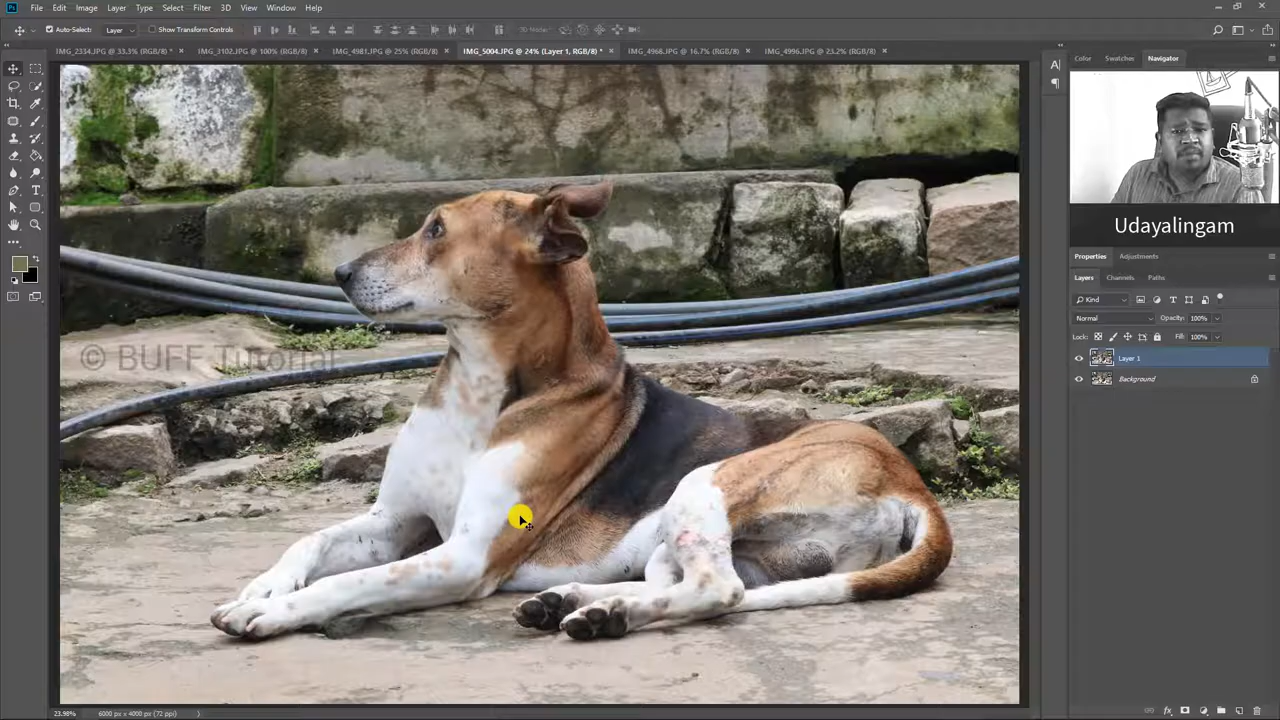 Ps File Edit Image Layer Type Select Filter 3D View Window Help
Auto-Select: Layer Show Transform Controls 3D Mode:
IMG_2334.JPG @ 33.3% (RGB/8) * × IMG_3102.JPG @ 100% (RGB/8) × IMG_4981.JPG @ 25% (RGB/8) × IMG_5004.JPG @ 24% (Layer 1, RGB/8) * × IMG_4968.JPG @ 16.7% (RGB/8) × IMG_4996.JPG @ 23.2% (RGB/8) ×
Color Swatches Navigator
Udayalingam
Properties Adjustments
Layers Channels Paths
Kind
Normal Opacity: 100%
Lock: Fill: 100%
Layer 1
Background
© BUFF Tutorial
23.98% 6000 px x 4000 px (72 ppi)